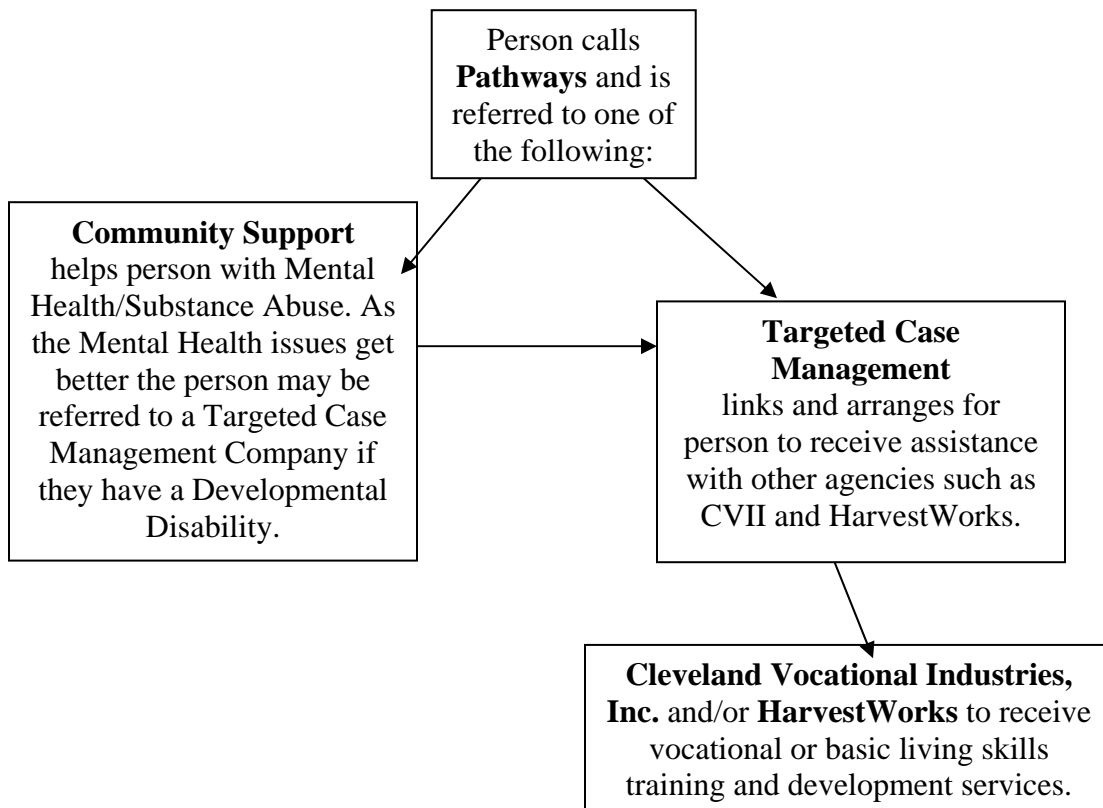 Person calls
Pathways and is
referred to one of
the following:
Community Support
helps person with Mental
Health/Substance Abuse. As
the Mental Health issues get
better the person may be
referred to a Targeted Case
Management Company if
they have a Developmental
Disability.
Targeted Case
Management
links and arranges for
person to receive assistance
with other agencies such as
CVII and HarvestWorks.
Cleveland Vocational Industries,
Inc. and/or HarvestWorks to receive
vocational or basic living skills
training and development services.